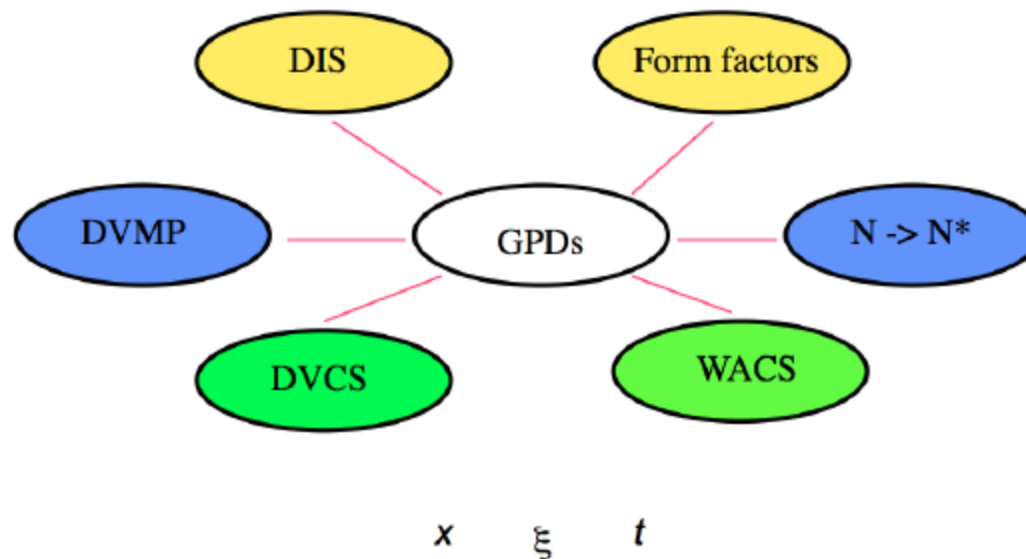 DIS
Form factors
DVMP
GPDs
N -> N*
DVCS
WACS
x ξ t